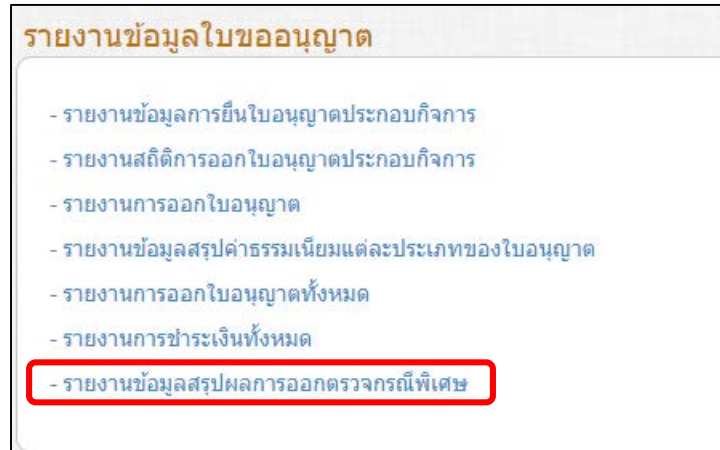 รายงานข้อมูลใบขออนุญาต
- รายงานข้อมูลการยื่นใบอนุญาตประกอบกิจการ
- รายงานสถิติการออกใบอนุญาตประกอบกิจการ
- รายงานการออกใบอนุญาต
- รายงานข้อมูลสรุปค่าธรรมเนียมแต่ละประเภทของใบอนุญาต
- รายงานการออกใบอนุญาตทั้งหมด
- รายงานการชำระเงินทั้งหมด
- รายงานข้อมูลสรุปผลการออกตรวจกรณีพิเศษ